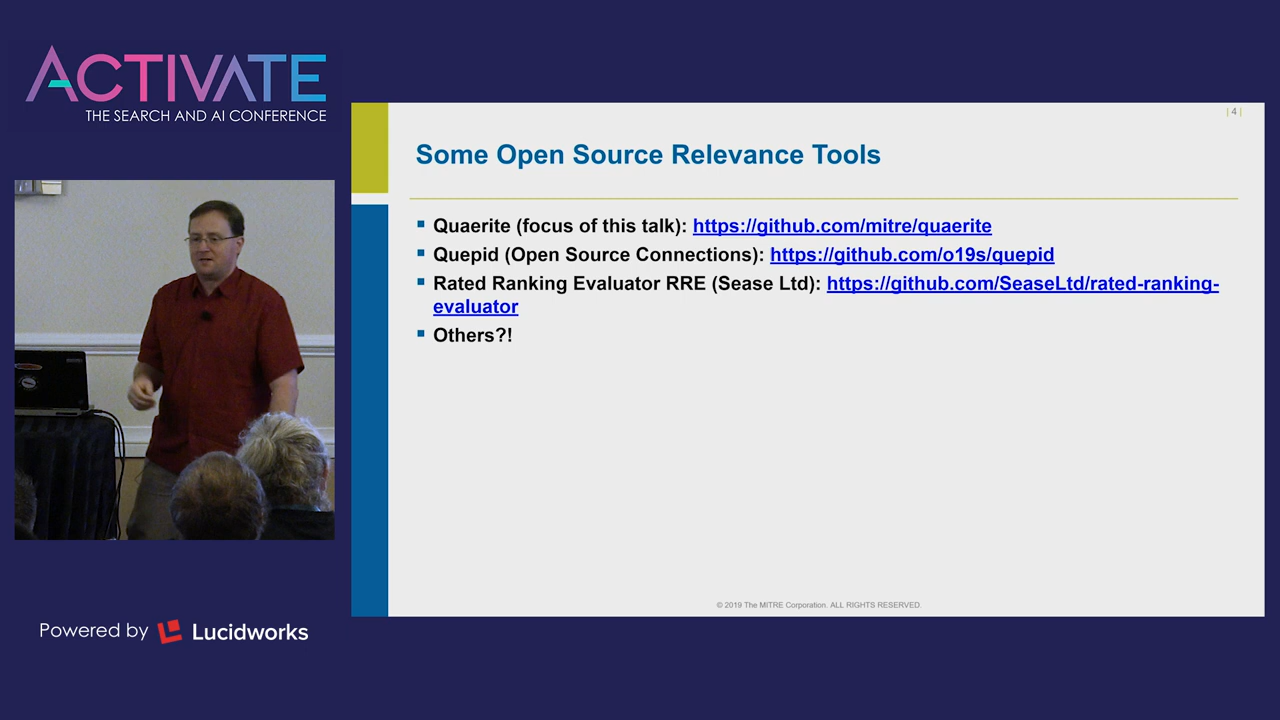 ACTIVATE
THE SEARCH AND AI CONFERENCE
| 4 |
Some Open Source Relevance Tools
Quaerite (focus of this talk): https://github.com/mitre/quaerite
Quepid (Open Source Connections): https://github.com/o19s/quepid
Rated Ranking Evaluator RRE (Sease Ltd): https://github.com/SeaseLtd/rated-ranking-
evaluator
Others?!
© 2019 The MITRE Corporation. ALL RIGHTS RESERVED.
Powered by Lucidworks